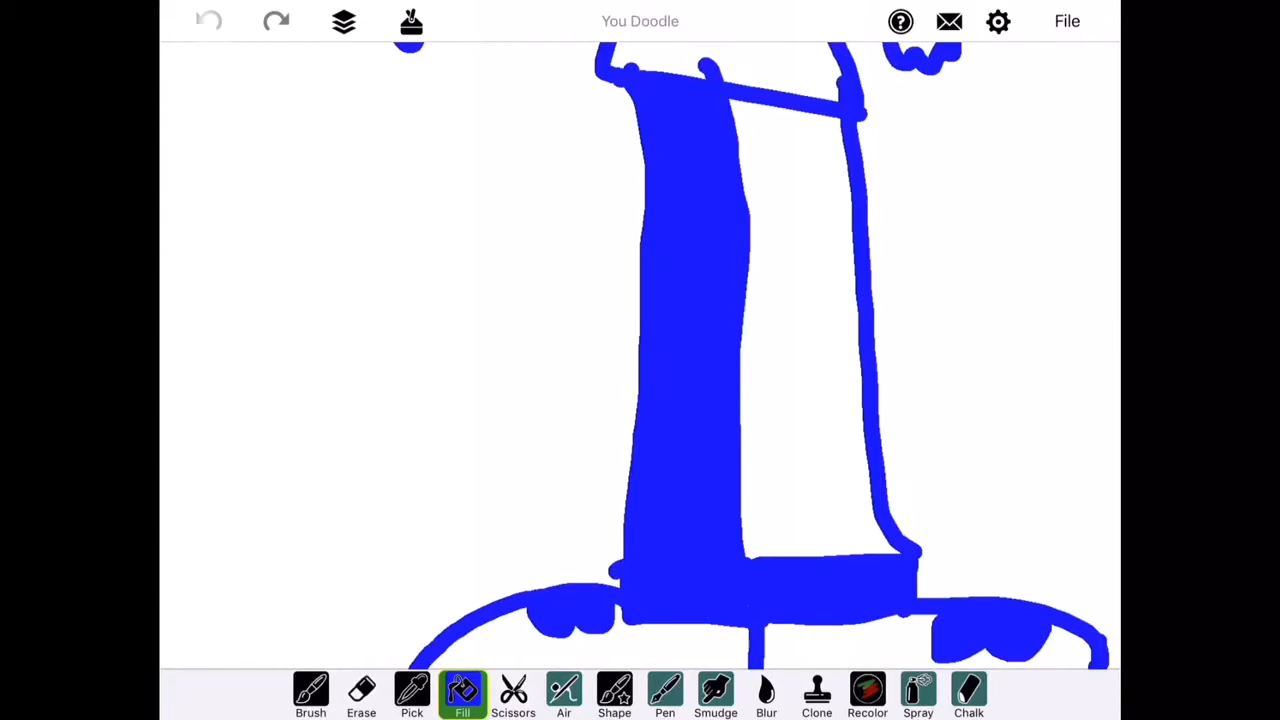 You Doodle
File
Brush Erase Pick Fill Scissors Air Shape Pen Smudge Blur Clone Recolor Spray Chalk